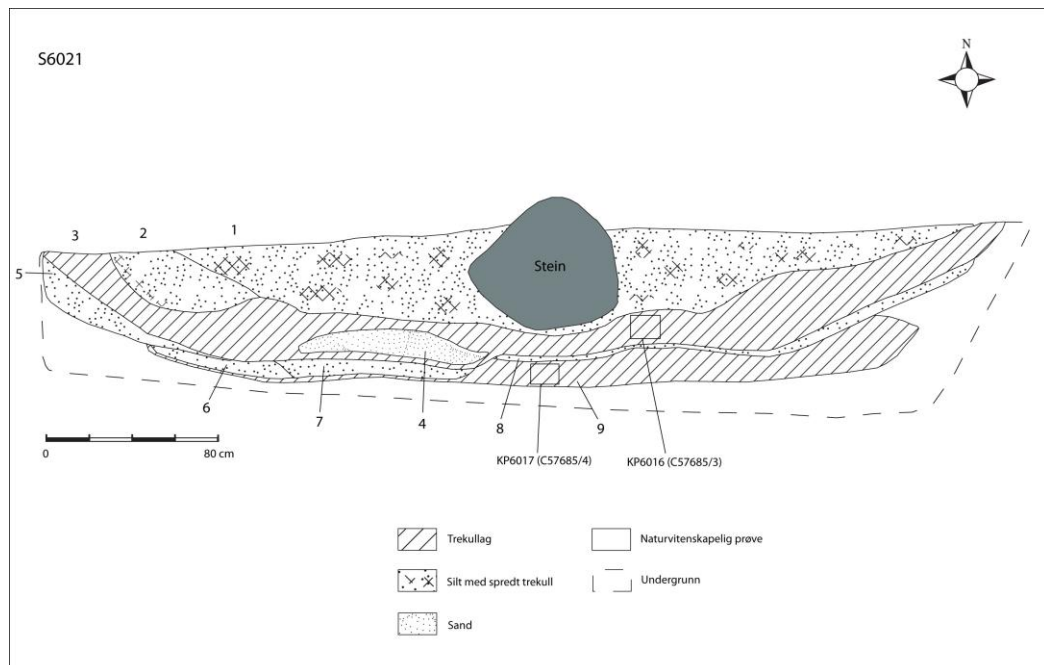 S6021
N
3 2 1
5
Stein
6 7 4 8 9
0 80 cm
KP6017 (C57685/4) KP6016 (C57685/3)
Trekullag Naturvitenskapelig prøve
Silt med spredt trekull Undergrunn
Sand